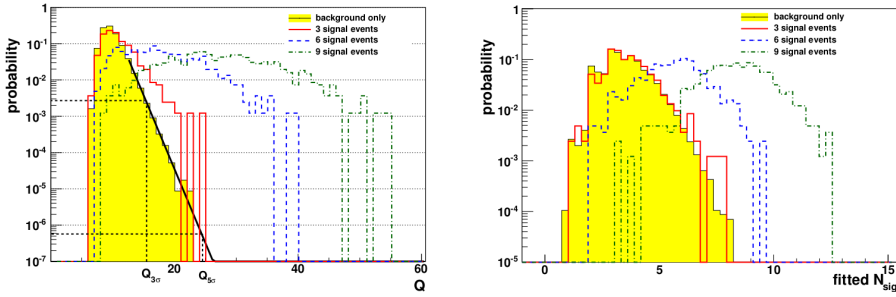 background only
3 signal events
6 signal events
9 signal events
probability
1
10⁻¹
10⁻²
10⁻³
10⁻⁴
10⁻⁵
10⁻⁶
10⁻⁷
Q3σ
20
Q5σ
40
60
Q
background only
3 signal events
6 signal events
9 signal events
probability
1
10⁻¹
10⁻²
10⁻³
10⁻⁴
10⁻⁵
0
5
10
15
fitted Nsig